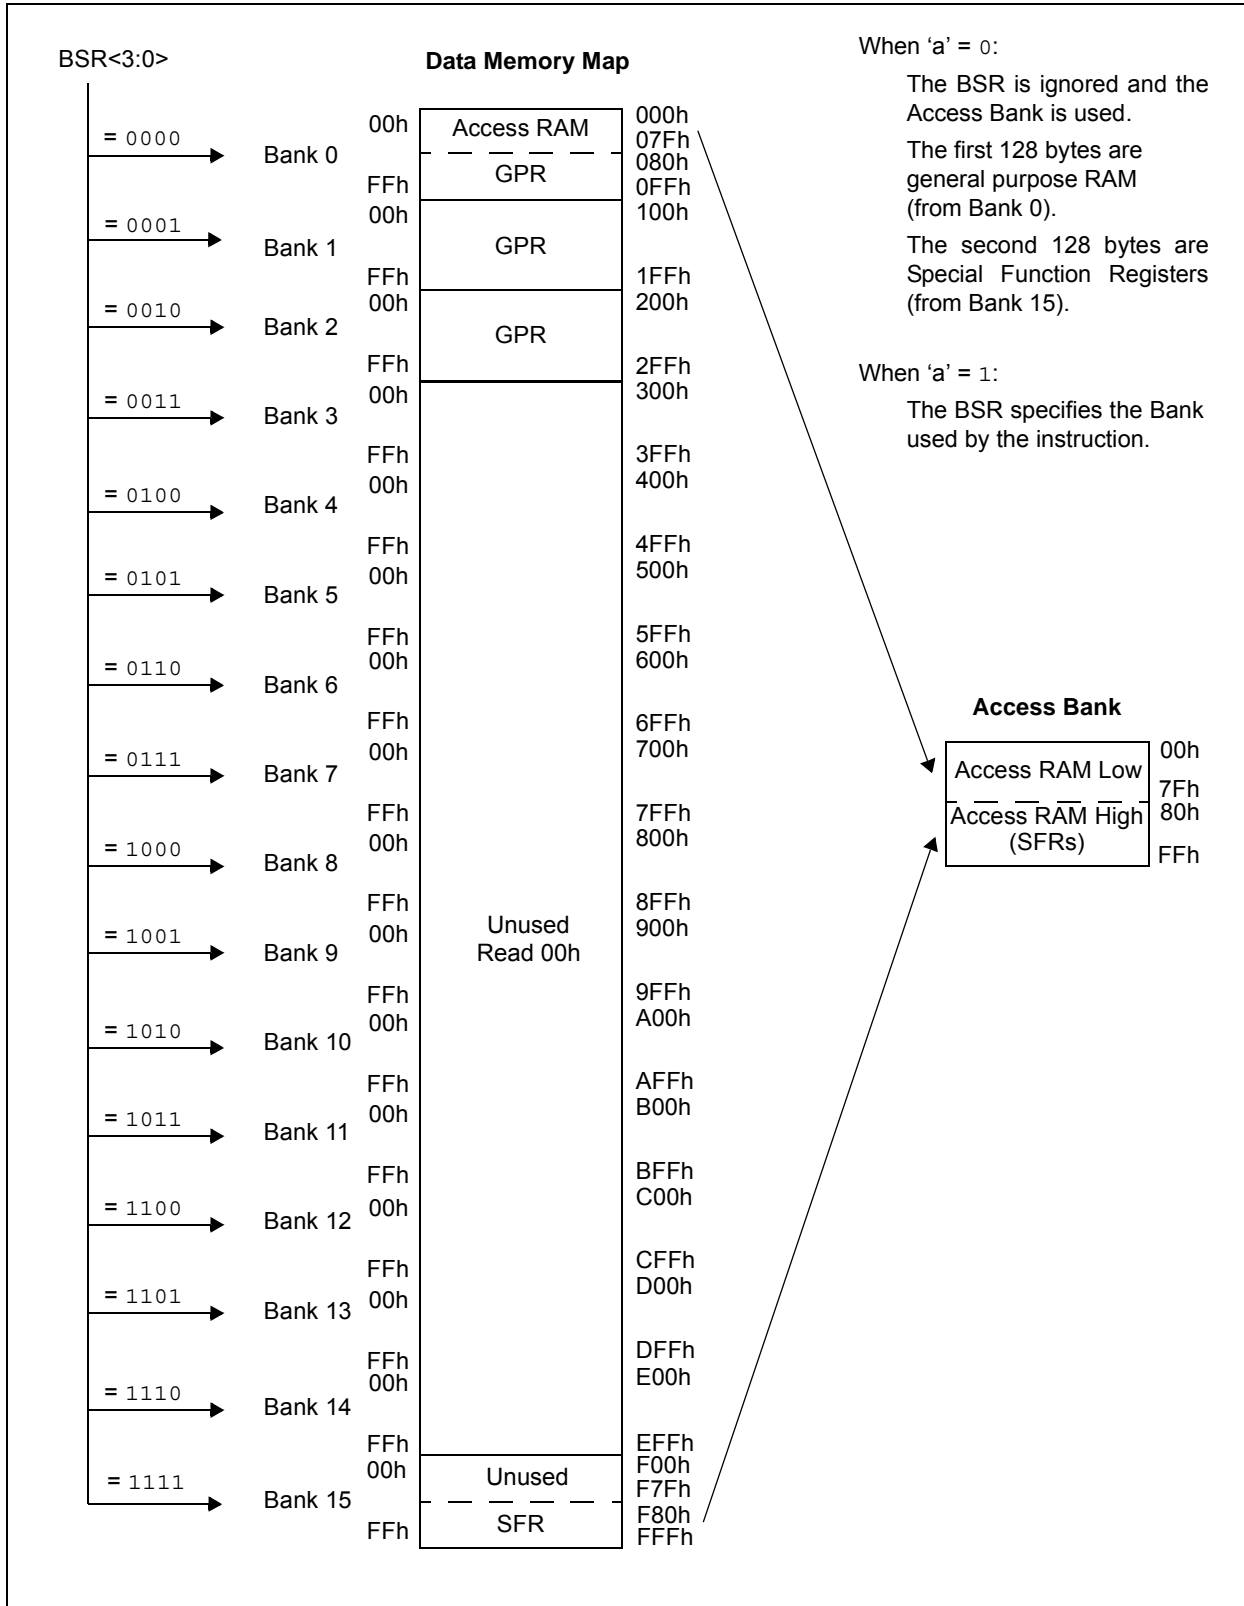 BSR<3:0>
Data Memory Map
When ‘a’ = 0:
The BSR is ignored and the
Access Bank is used.
The first 128 bytes are
general purpose RAM
(from Bank 0).
The second 128 bytes are
Special Function Registers
(from Bank 15).
When ‘a’ = 1:
The BSR specifies the Bank
used by the instruction.
= 0000
Bank 0
00h
FFh
Access RAM
GPR
000h
07Fh
080h
0FFh
= 0001
Bank 1
00h
FFh
GPR
100h
1FFh
= 0010
Bank 2
00h
FFh
GPR
200h
2FFh
= 0011
Bank 3
00h
FFh
300h
3FFh
= 0100
Bank 4
00h
FFh
400h
4FFh
= 0101
Bank 5
00h
FFh
500h
5FFh
= 0110
Bank 6
00h
FFh
600h
6FFh
= 0111
Bank 7
00h
FFh
700h
7FFh
= 1000
Bank 8
00h
FFh
800h
8FFh
= 1001
Bank 9
00h
FFh
Unused
Read 00h
900h
9FFh
= 1010
Bank 10
00h
FFh
A00h
AFFh
= 1011
Bank 11
00h
FFh
B00h
BFFh
= 1100
Bank 12
00h
FFh
C00h
CFFh
= 1101
Bank 13
00h
FFh
D00h
DFFh
= 1110
Bank 14
00h
FFh
E00h
EFFh
= 1111
Bank 15
00h
FFh
Unused
SFR
F00h
F7Fh
F80h
FFFh
Access Bank
Access RAM Low
00h
7Fh
Access RAM High
(SFRs)
80h
FFh